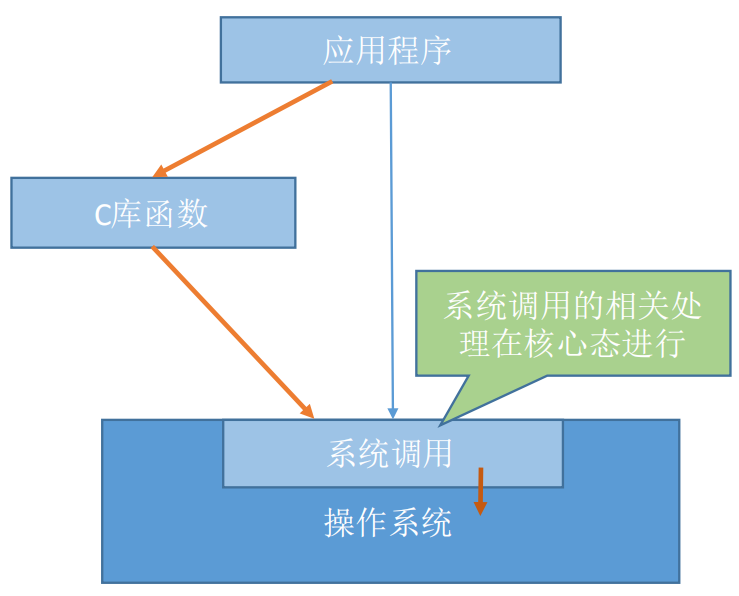 应用程序
C库函数
系统调用的相关处
理在核心态进行
系统调用
操作系统